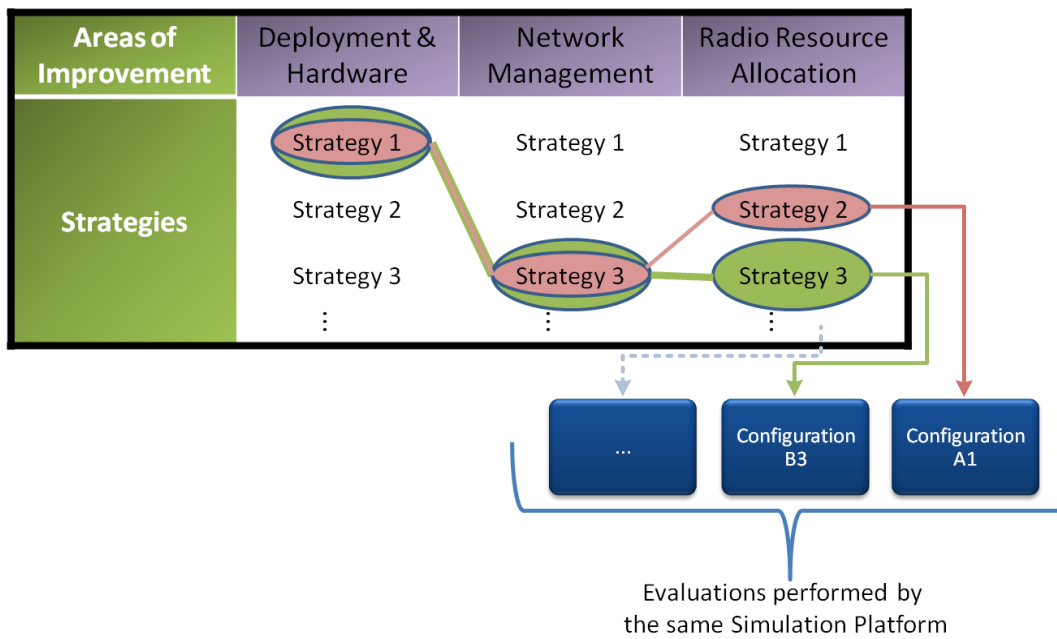 Areas of
Improvement
Deployment &
Hardware
Network
Management
Radio Resource
Allocation
Strategies
Strategy 1
Strategy 1
Strategy 1
Strategy 2
Strategy 2
Strategy 2
Strategy 3
Strategy 3
Strategy 3
⋮
⋮
⋮
...
Configuration
B3
Configuration
A1
Evaluations performed by
the same Simulation Platform